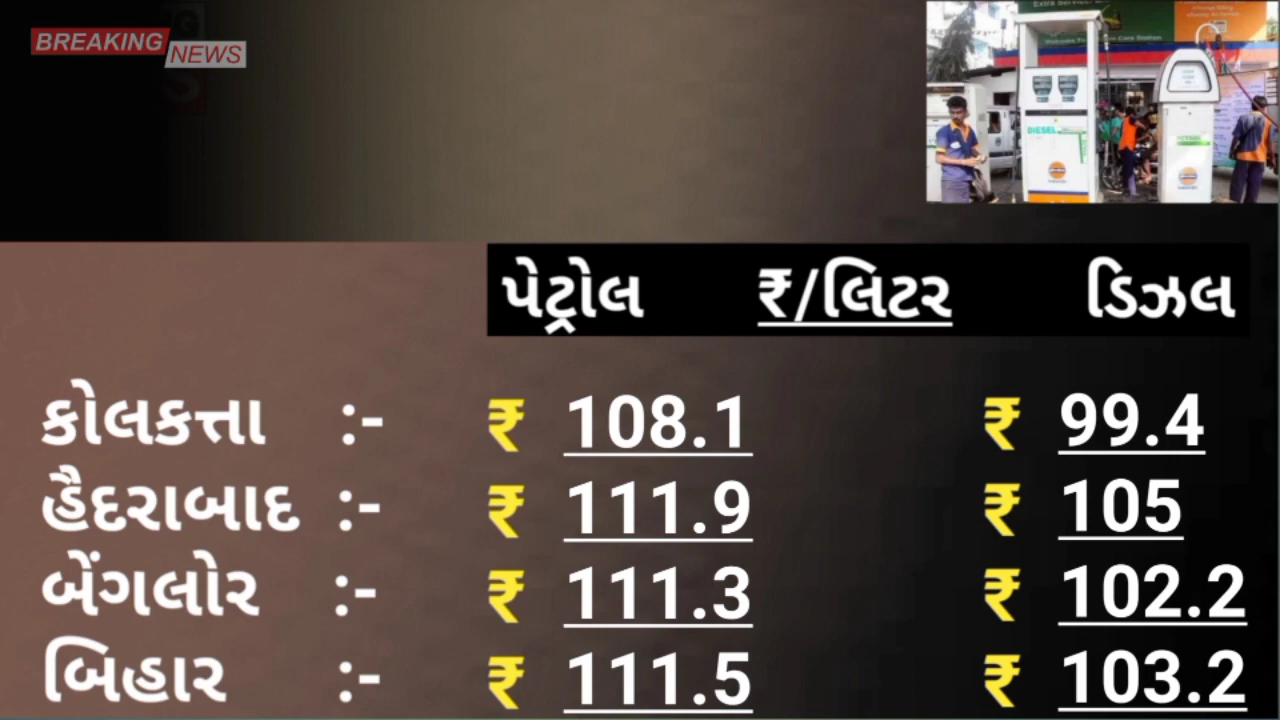 BREAKING NEWS
DIESEL
પેટ્રોલ ₹/લિટર ડિઝલ
કોલકત્તા :- ₹ 108.1 ₹ 99.4
હૈદરાબાદ :- ₹ 111.9 ₹ 105
બેંગલોર :- ₹ 111.3 ₹ 102.2
બિહાર :- ₹ 111.5 ₹ 103.2